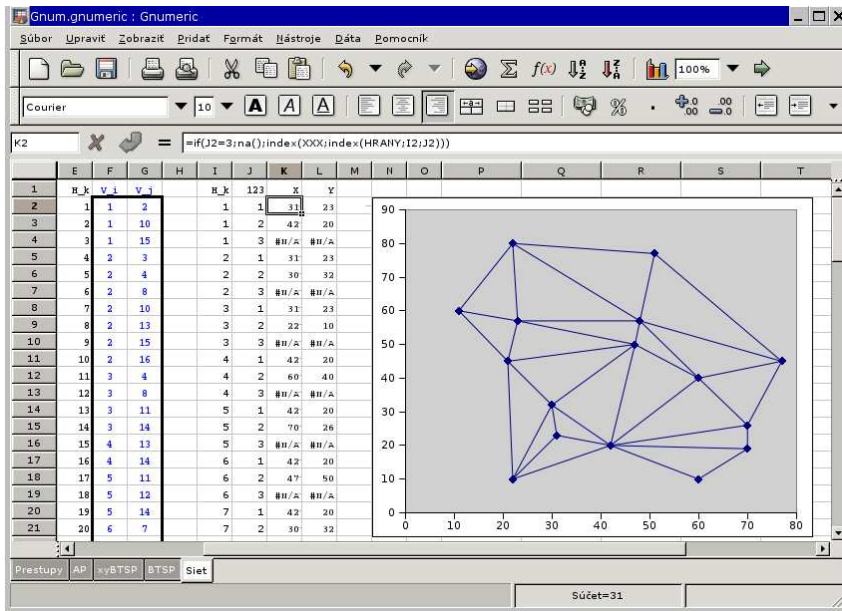 Gnum.gnumeric : Gnumeric
Súbor Upraviť Zobraziť Pridať Formát Nástroje Dáta Pomocník
f(x) 100%
Courier 10 A A A %
K2 =if(J2=3;na();index(XXX;index(HRANY;I2;J2)))
E F G H I J K L M N O P Q R S T
1 H_k V_i V_j H_k 123 X Y
2 1 1 2 1 1 31 23
3 2 1 10 1 2 42 20
4 3 1 15 1 3 #N/A #N/A
5 4 2 3 2 1 31 23
6 5 2 4 2 2 30 32
7 6 2 8 2 3 #N/A #N/A
8 7 2 10 3 1 31 23
9 8 2 13 3 2 22 10
10 9 2 15 3 3 #N/A #N/A
11 10 2 16 4 1 42 20
12 11 3 4 4 2 60 40
13 12 3 8 4 3 #N/A #N/A
14 13 3 11 5 1 42 20
15 14 3 14 5 2 70 26
16 15 4 13 5 3 #N/A #N/A
17 16 4 14 6 1 42 20
18 17 5 11 6 2 47 50
19 18 5 12 6 3 #N/A #N/A
20 19 5 14 7 1 42 20
21 20 6 7 7 2 30 32
90
80
70
60
50
40
30
20
10
0
0 10 20 30 40 50 60 70 80
Prestupy AP xyBTSP BTSP Siet
Súčet=31